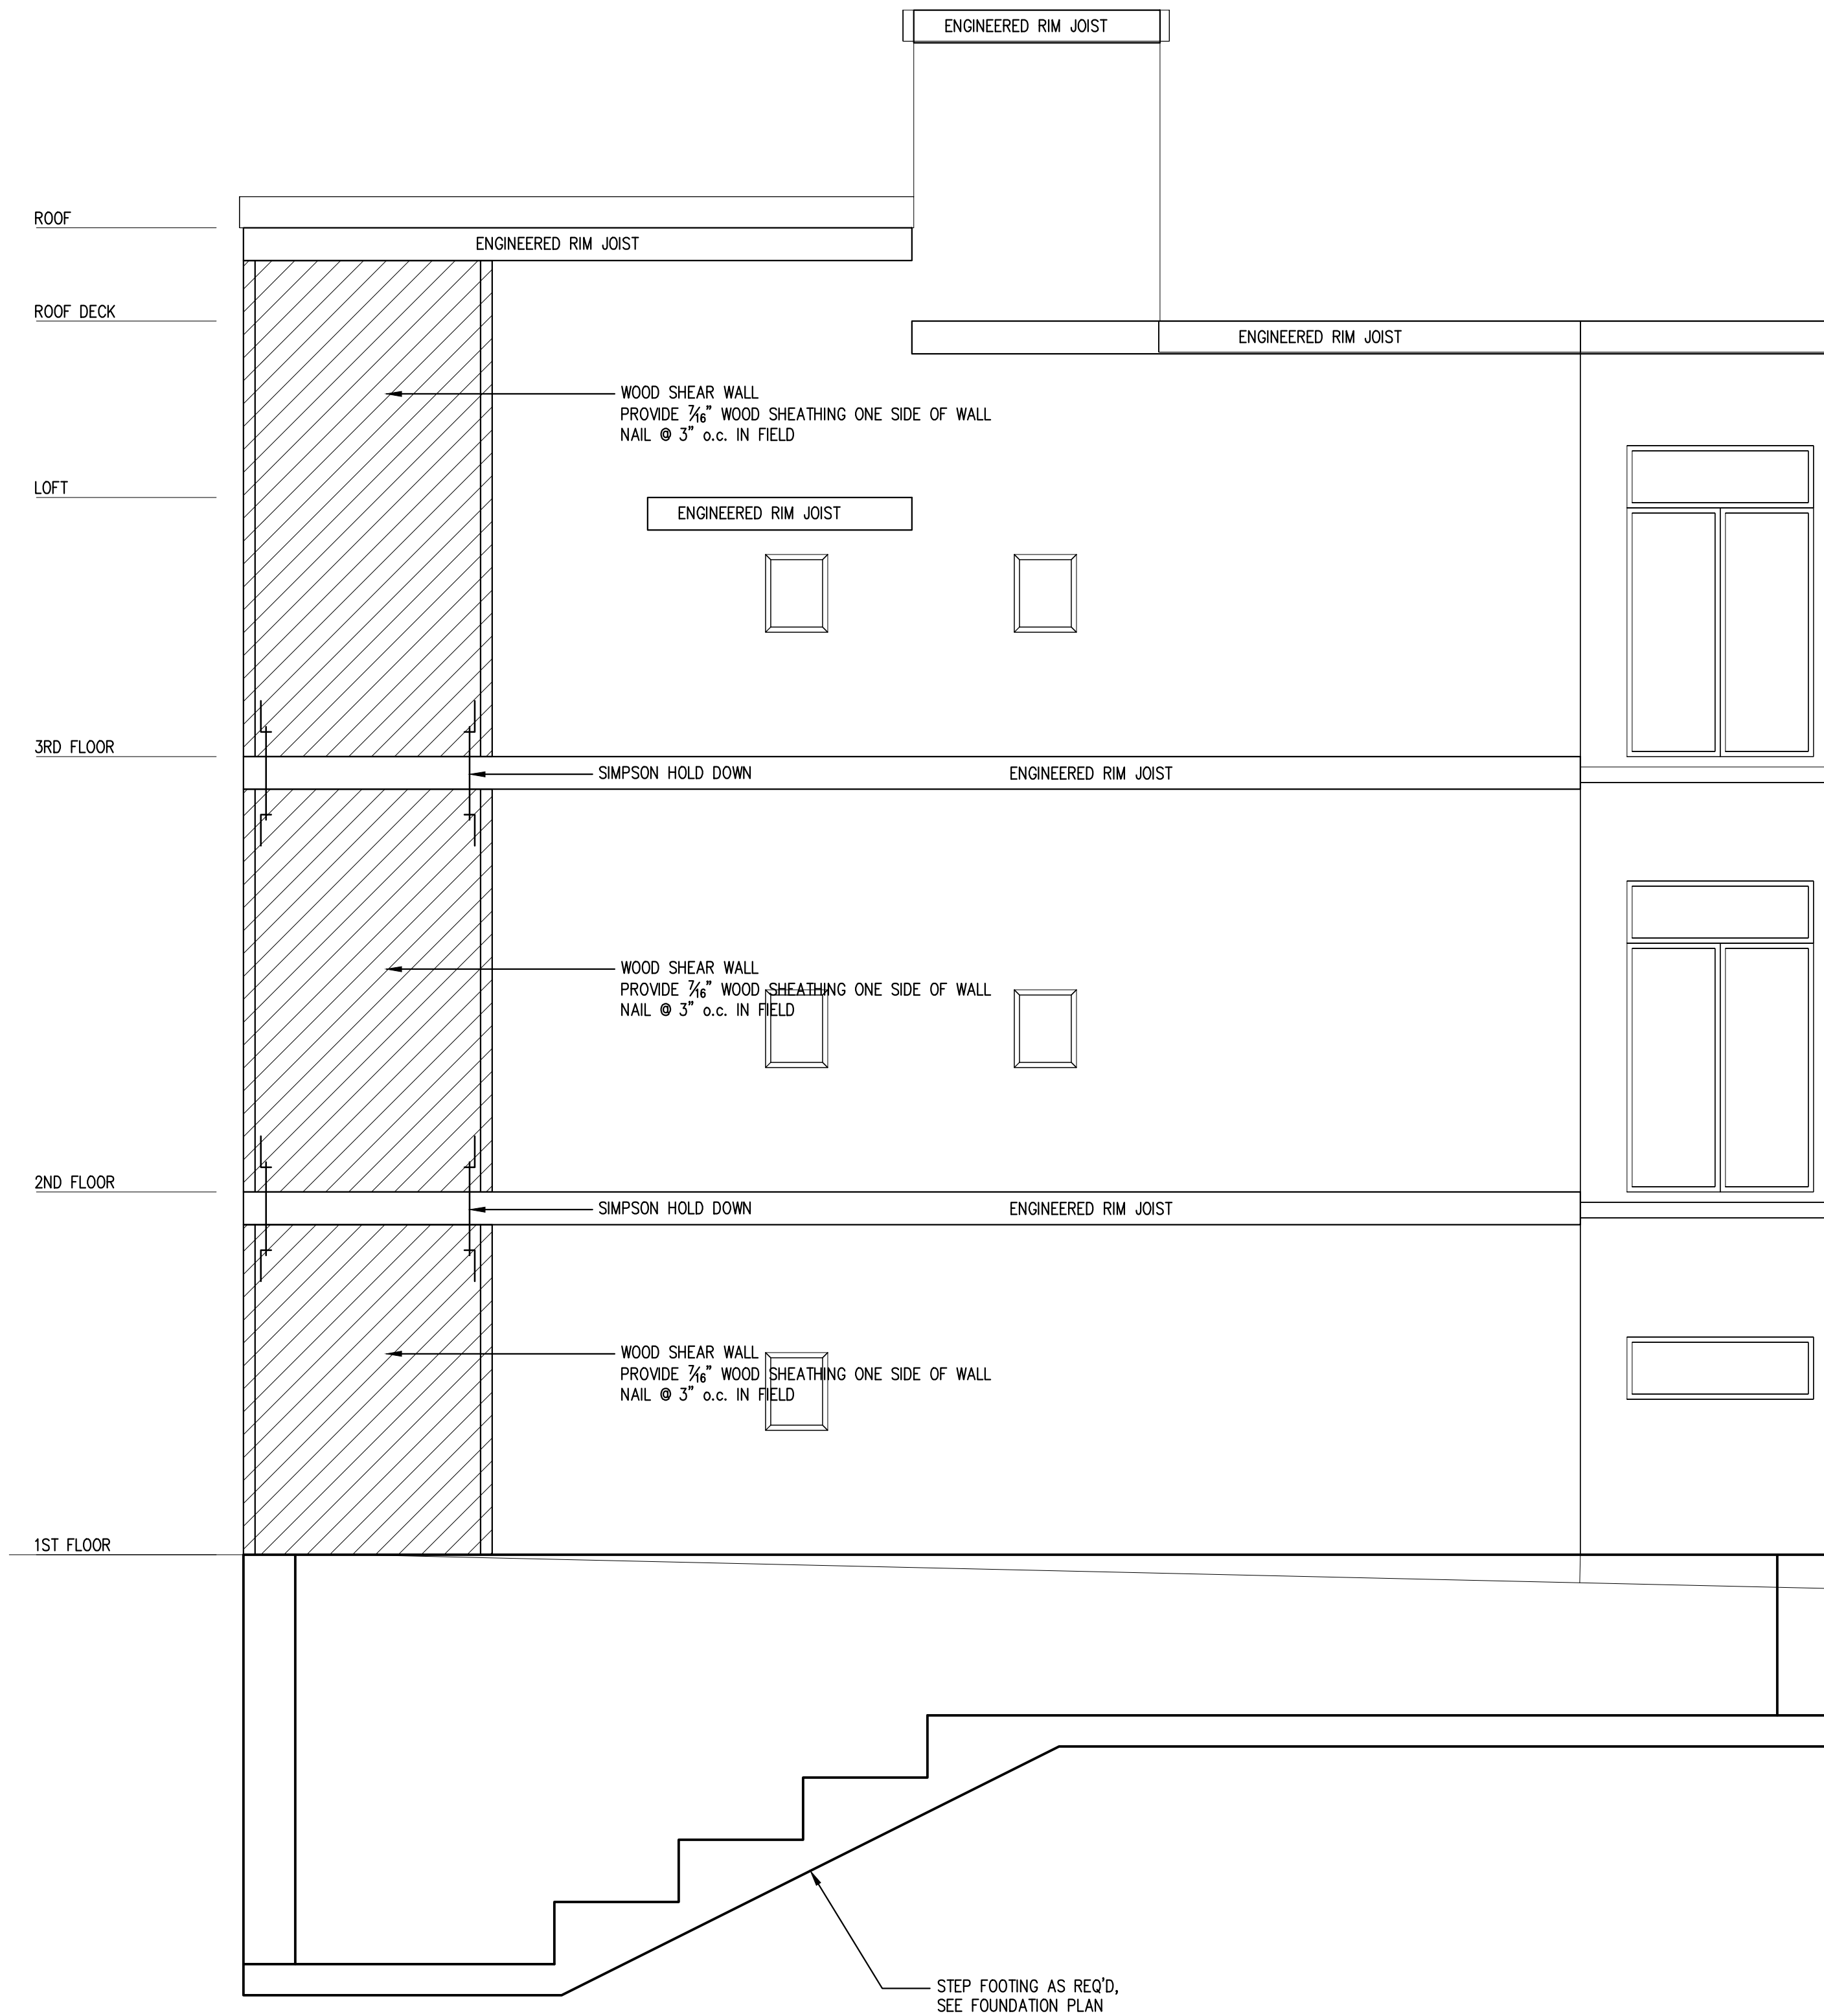 ENGINEERED RIM JOIST
ROOF
ENGINEERED RIM JOIST
ROOF DECK
ENGINEERED RIM JOIST
WOOD SHEAR WALL
PROVIDE 7/16" WOOD SHEATHING ONE SIDE OF WALL
NAIL @ 3" o.c. IN FIELD
LOFT
ENGINEERED RIM JOIST
3RD FLOOR
SIMPSON HOLD DOWN
ENGINEERED RIM JOIST
WOOD SHEAR WALL
PROVIDE 7/16" WOOD SHEATHING ONE SIDE OF WALL
NAIL @ 3" o.c. IN FIELD
2ND FLOOR
SIMPSON HOLD DOWN
ENGINEERED RIM JOIST
WOOD SHEAR WALL
PROVIDE 7/16" WOOD SHEATHING ONE SIDE OF WALL
NAIL @ 3" o.c. IN FIELD
1ST FLOOR
STEP FOOTING AS REQ'D,
SEE FOUNDATION PLAN